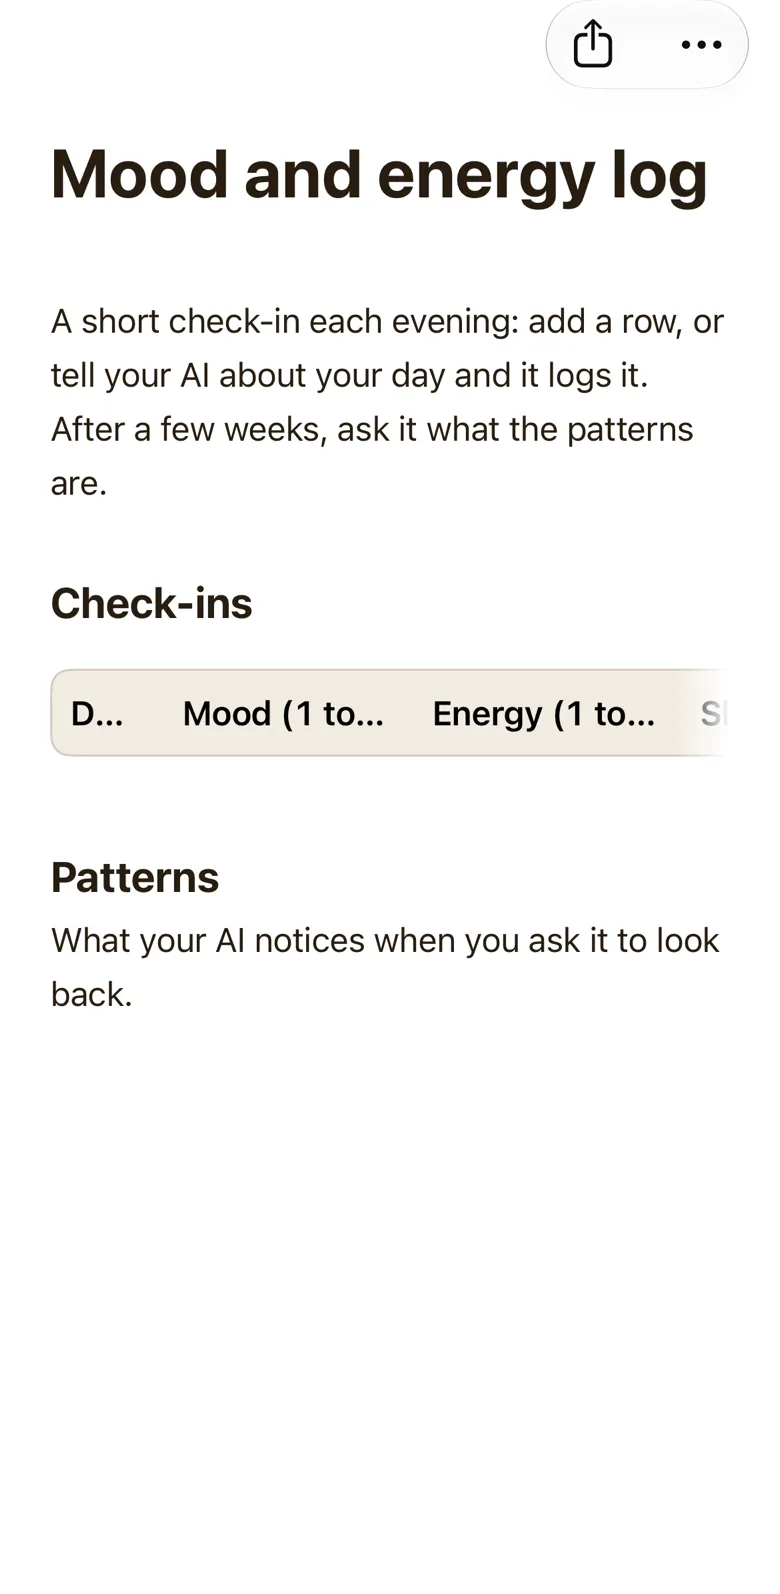 Mood and energy log
A short check-in each evening: add a row, or
tell your AI about your day and it logs it.
After a few weeks, ask it what the patterns
are.
Check-ins
D... Mood (1 to... Energy (1 to...
Patterns
What your AI notices when you ask it to look
back.